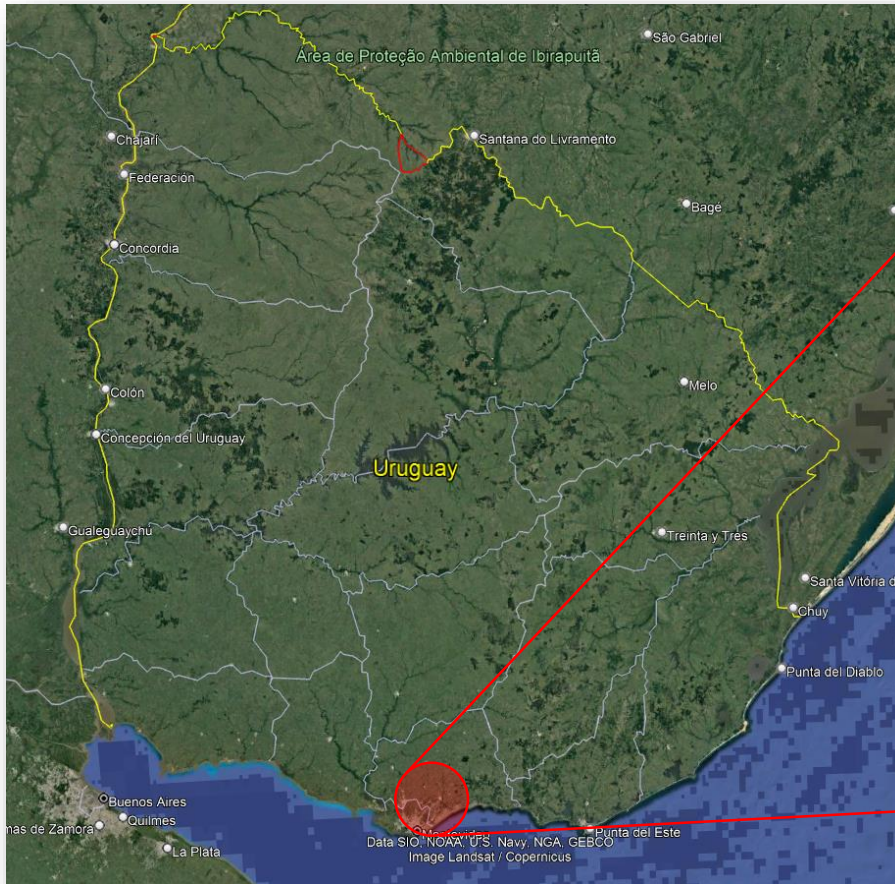 São Gabriel
Área de Proteção Ambiental de Ibirapuitã
Chajarí
Santana do Livramento
Federación
Bagé
Concordia
Melo
Colón
Concepción del Uruguay
Uruguay
Gualeguaychú
Treinta y Tres
Santa Vitória d
Chuy
Punta del Diablo
Buenos Aires
Quilmes
mas de Zamora
Montevideo
Punta del Este
La Plata
Data SIO, NOAA, U.S. Navy, NGA, GEBCO
Image Landsat / Copernicus